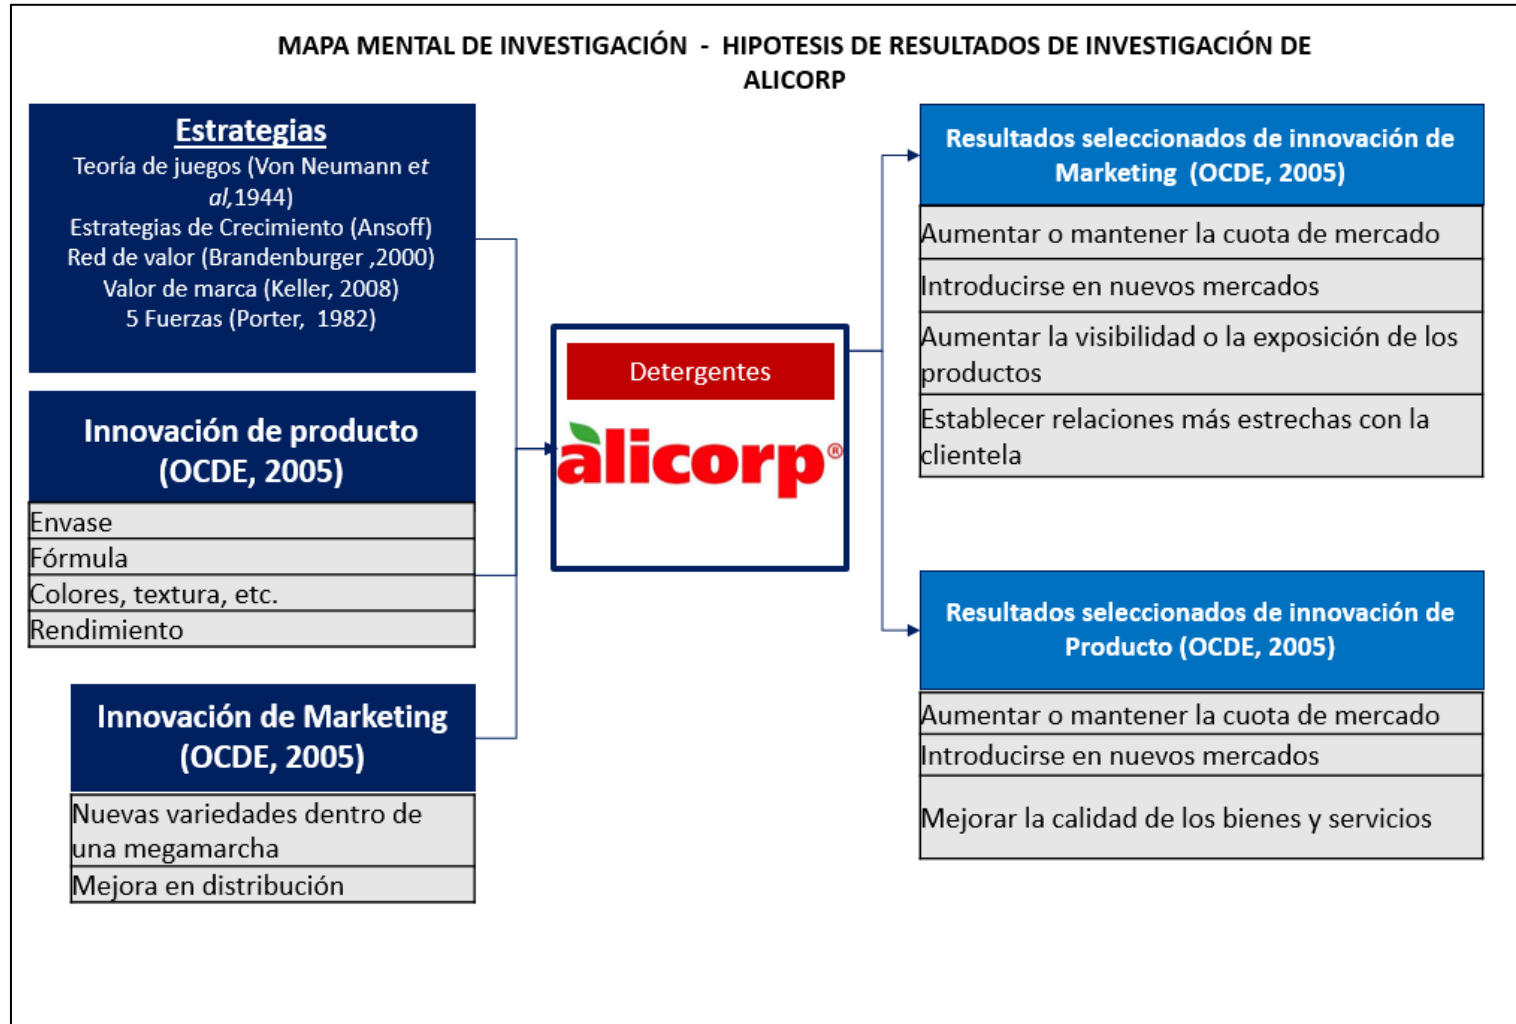 MAPA MENTAL DE INVESTIGACIÓN - HIPOTESIS DE RESULTADOS DE INVESTIGACIÓN DE
ALICORP
Estrategias
Teoría de juegos (Von Neumann et
al,1944)
Estrategias de Crecimiento (Ansoff)
Red de valor (Brandenburger ,2000)
Valor de marca (Keller, 2008)
5 Fuerzas (Porter, 1982)
Innovación de producto
(OCDE, 2005)
Envase
Fórmula
Colores, textura, etc.
Rendimiento
Innovación de Marketing
(OCDE, 2005)
Nuevas variedades dentro de
una megamarcha
Mejora en distribución
Detergentes
alicorp®
Resultados seleccionados de innovación de
Marketing (OCDE, 2005)
Aumentar o mantener la cuota de mercado
Introducirse en nuevos mercados
Aumentar la visibilidad o la exposición de los
productos
Establecer relaciones más estrechas con la
clientela
Resultados seleccionados de innovación de
Producto (OCDE, 2005)
Aumentar o mantener la cuota de mercado
Introducirse en nuevos mercados
Mejorar la calidad de los bienes y servicios